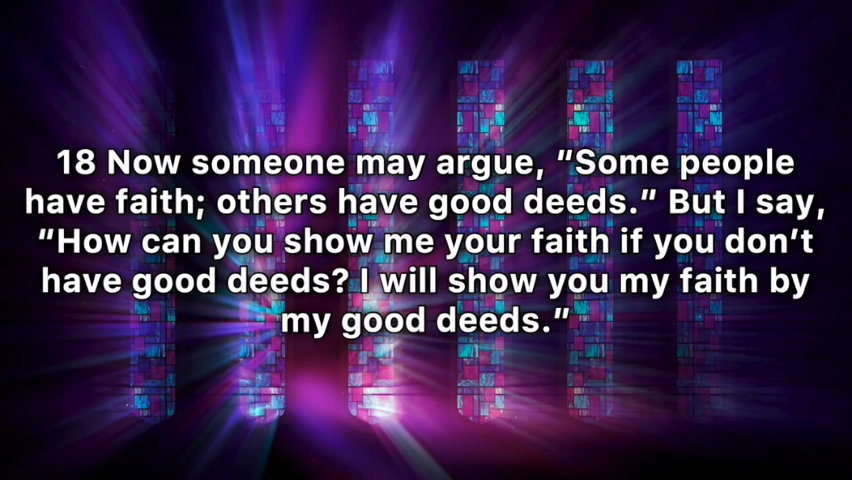 18 Now someone may argue, “Some people
have faith; others have good deeds.” But I say,
“How can you show me your faith if you don’t
have good deeds? I will show you my faith by
my good deeds.”